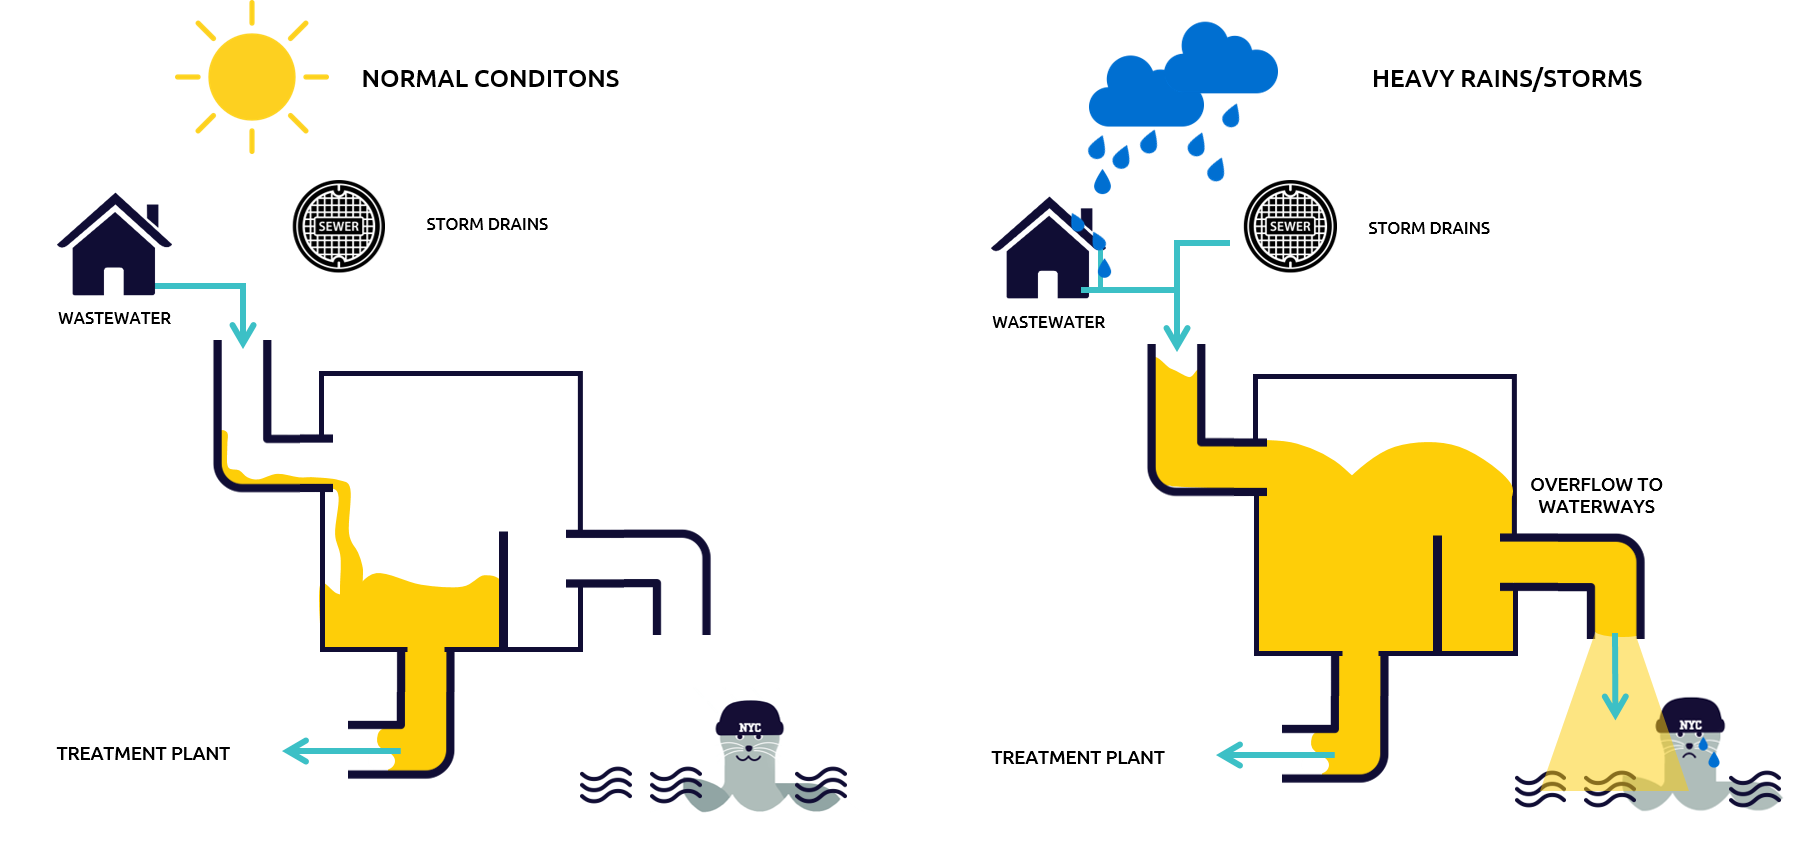 NORMAL CONDITONS
SEWER
STORM DRAINS
WASTEWATER
TREATMENT PLANT
NYC
HEAVY RAINS/STORMS
SEWER
STORM DRAINS
WASTEWATER
OVERFLOW TO
WATERWAYS
TREATMENT PLANT
NYC